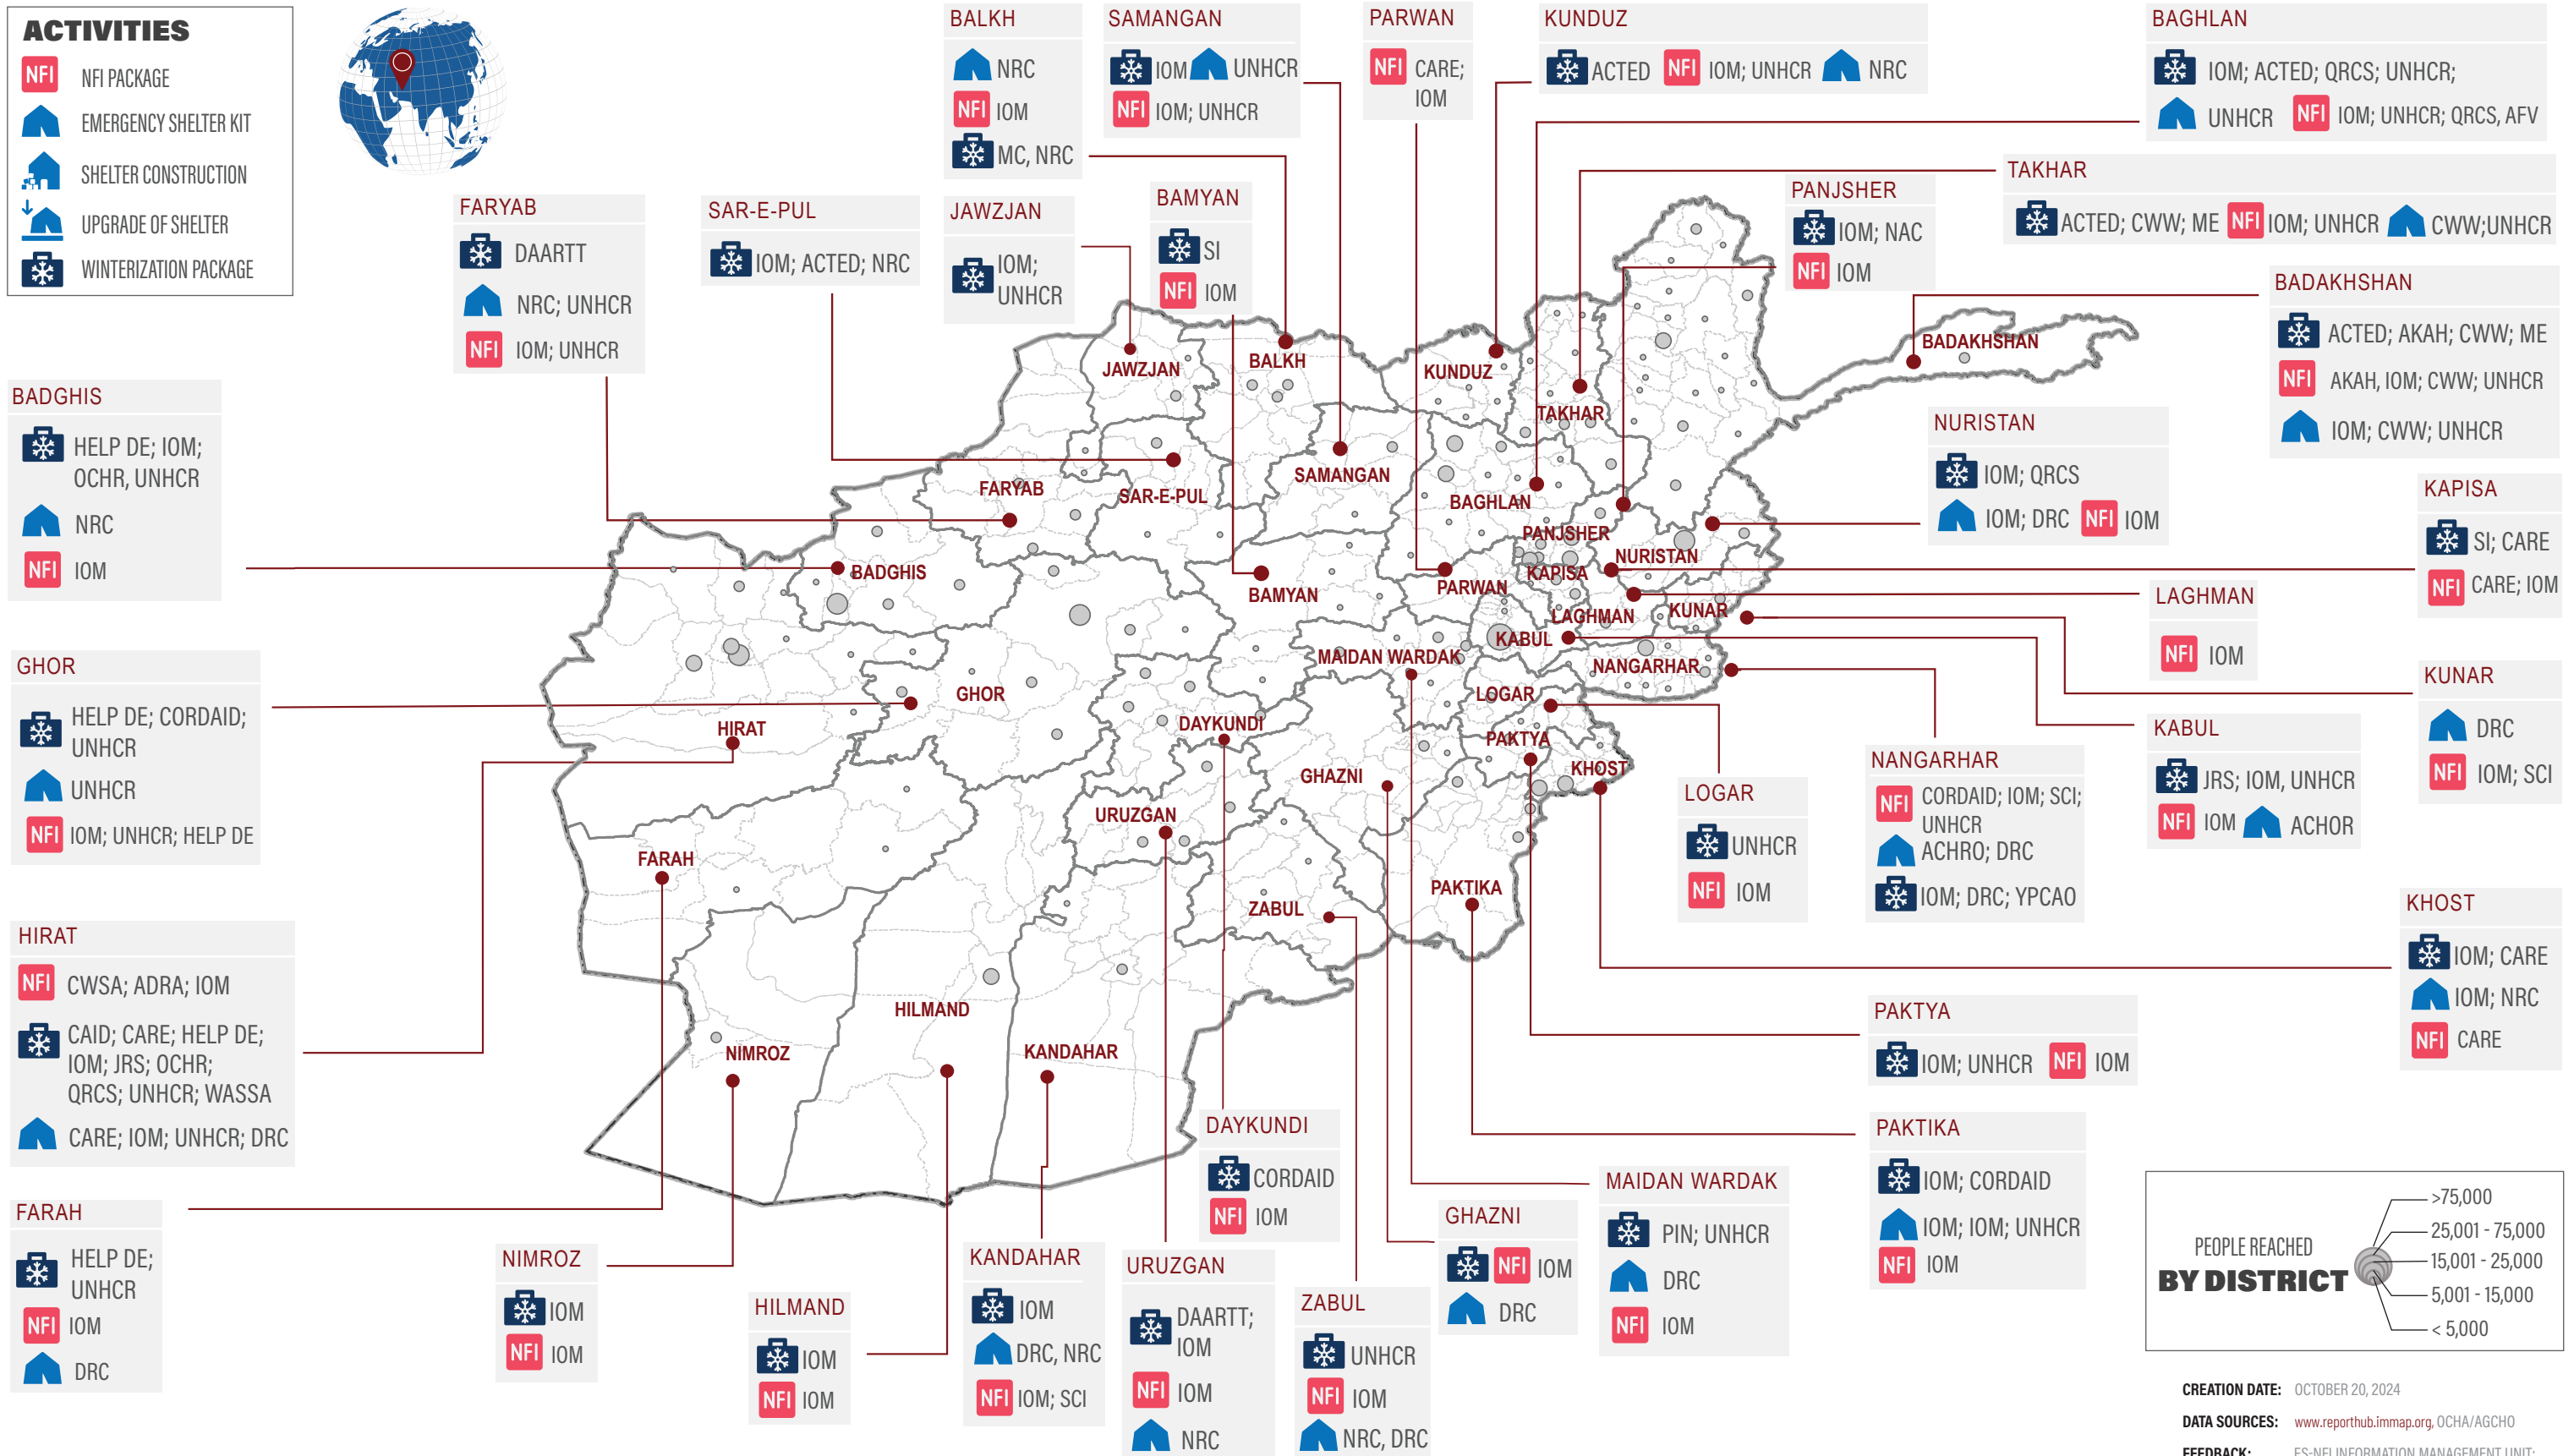 ACTIVITIES
NFI NFI PACKAGE
EMERGENCY SHELTER KIT
SHELTER CONSTRUCTION
UPGRADE OF SHELTER
WINTERIZATION PACKAGE
BALKH
NRC
NFI IOM
MC, NRC
SAMANGAN
IOM UNHCR
NFI IOM; UNHCR
PARWAN
NFI CARE;
IOM
KUNDUZ
ACTED NFI IOM; UNHCR NRC
BAGHLAN
IOM; ACTED; QRCS; UNHCR;
UNHCR NFI IOM; UNHCR; QRCS, AFV
TAKHAR
ACTED; CWW; ME NFI IOM; UNHCR CWW;UNHCR
PANJSHER
IOM; NAC
NFI IOM
FARYAB
DAARTT
NRC; UNHCR
NFI IOM; UNHCR
SAR-E-PUL
IOM; ACTED; NRC
JAWZJAN
IOM;
UNHCR
BAMYAN
SI
NFI IOM
BADAKHSHAN
ACTED; AKAH; CWW; ME
NFI AKAH, IOM; CWW; UNHCR
IOM; CWW; UNHCR
BADGHIS
HELP DE; IOM;
OCHR, UNHCR
NRC
NFI IOM
NURISTAN
IOM; QRCS
IOM; DRC NFI IOM
KAPISA
SI; CARE
NFI CARE; IOM
LAGHMAN
NFI IOM
GHOR
HELP DE; CORDAID;
UNHCR
UNHCR
NFI IOM; UNHCR; HELP DE
KUNAR
DRC
NFI IOM; SCI
KABUL
JRS; IOM, UNHCR
NFI IOM ACHOR
NANGARHAR
NFI CORDAID; IOM; SCI;
UNHCR
ACHRO; DRC
IOM; DRC; YPCAO
LOGAR
UNHCR
NFI IOM
HIRAT
NFI CWSA; ADRA; IOM
CAID; CARE; HELP DE;
IOM; JRS; OCHR;
QRCS; UNHCR; WASSA
CARE; IOM; UNHCR; DRC
KHOST
IOM; CARE
IOM; NRC
NFI CARE
PAKTYA
IOM; UNHCR NFI IOM
PAKTIKA
IOM; CORDAID
IOM; IOM; UNHCR
NFI IOM
FARAH
HELP DE;
UNHCR
NFI IOM
DRC
NIMROZ
IOM
NFI IOM
HILMAND
IOM
NFI IOM
KANDAHAR
IOM
DRC, NRC
NFI IOM; SCI
URUZGAN
DAARTT;
IOM
NFI IOM
NRC
DAYKUNDI
CORDAID
NFI IOM
ZABUL
UNHCR
NFI IOM
NRC, DRC
GHAZNI
NFI IOM
DRC
MAIDAN WARDAK
PIN; UNHCR
DRC
NFI IOM
JAWZJAN
BALKH
KUNDUZ
TAKHAR
BADAKHSHAN
FARYAB
SAR-E-PUL
SAMANGAN
BAGHLAN
PANJSHER
NURISTAN
BADGHIS
BAMYAN
PARWAN
KAPISA
LAGHMAN
KUNAR
KABUL
MAIDAN WARDAK
NANGARHAR
GHOR
LOGAR
HIRAT
DAYKUNDI
PAKTYA
GHAZNI
KHOST
URUZGAN
FARAH
PAKTIKA
ZABUL
HILMAND
NIMROZ
KANDAHAR
PEOPLE REACHED
BY DISTRICT
>75,000
25,001 - 75,000
15,001 - 25,000
5,001 - 15,000
< 5,000
CREATION DATE: OCTOBER 20, 2024
DATA SOURCES: www.reporthub.immap.org, OCHA/AGCHO
FEEDBACK: ES-NFI INFORMATION MANAGEMENT UNIT;